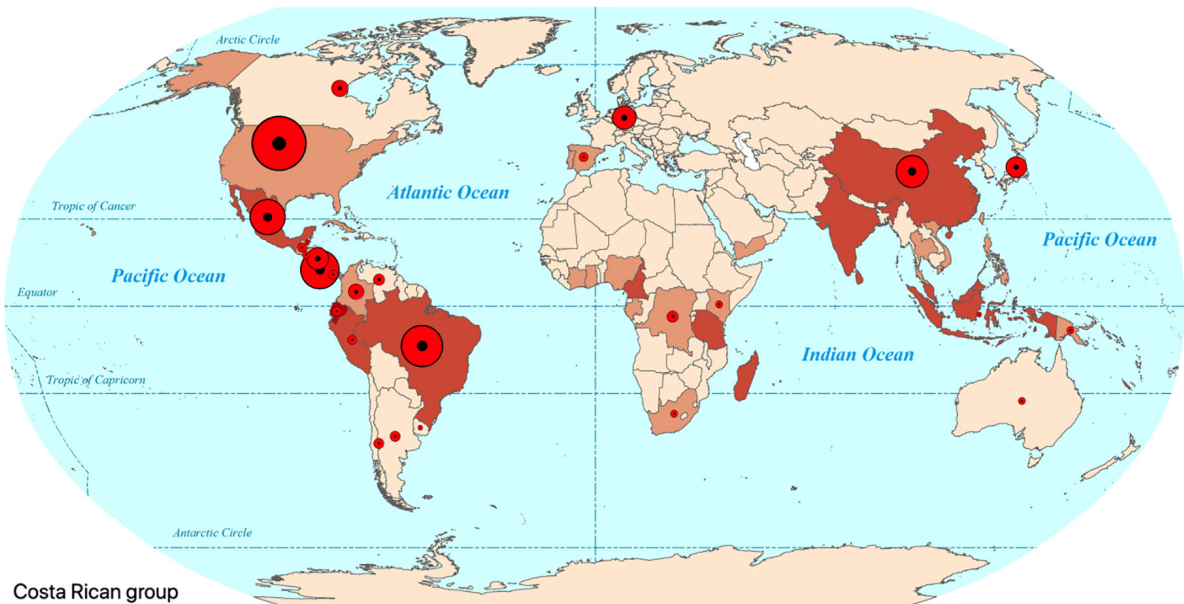 Arctic Circle
Atlantic Ocean
Tropic of Cancer
Pacific Ocean
Pacific Ocean
Equator
Indian Ocean
Tropic of Capricorn
Antarctic Circle
Costa Rican group